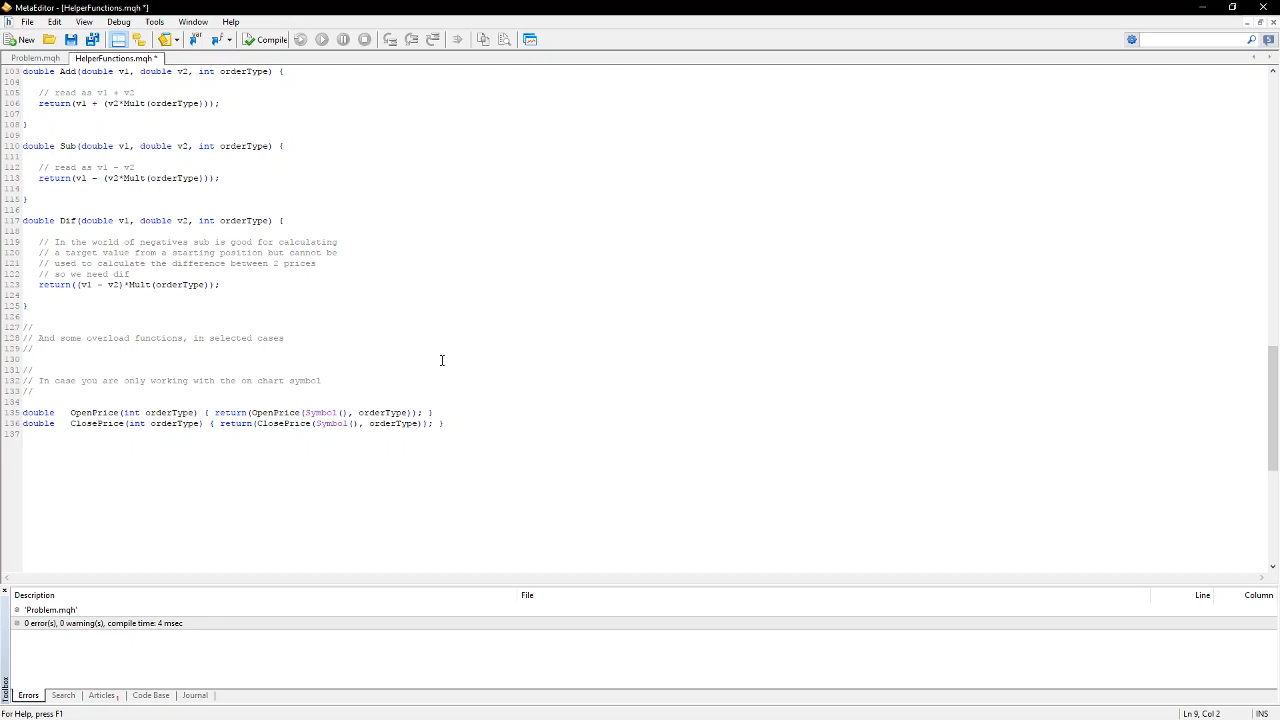 MetaEditor - [HelperFunctions.mqh *]
File Edit View Debug Tools Window Help
New Compile 5
Problem.mqh HelperFunctions.mqh *
103 double Add(double v1, double v2, int orderType) {
104
105 // read as v1 + v2
106 return(v1 + (v2*Mult(orderType)));
107
108 }
109
110 double Sub(double v1, double v2, int orderType) {
111
112 // read as v1 - v2
113 return(v1 - (v2*Mult(orderType)));
114
115 }
116
117 double Dif(double v1, double v2, int orderType) {
118
119 // In the world of negatives sub is good for calculating
120 // a target value from a starting position but cannot be
121 // used to calculate the difference between 2 prices
122 // so we need dif
123 return((v1 - v2)*Mult(orderType));
124
125 }
126
127 //
128 // And some overload functions, in selected cases
129 //
130
131 //
132 // In case you are only working with the on chart symbol
133 //
134
135 double OpenPrice(int orderType) { return(OpenPrice(Symbol(), orderType)); }
136 double ClosePrice(int orderType) { return(ClosePrice(Symbol(), orderType)); }
137
Description File Line Column
'Problem.mqh'
0 error(s), 0 warning(s), compile time: 4 msec
Toolbox
Errors Search Articles 1 Code Base Journal
For Help, press F1 Ln 9, Col 2 INS